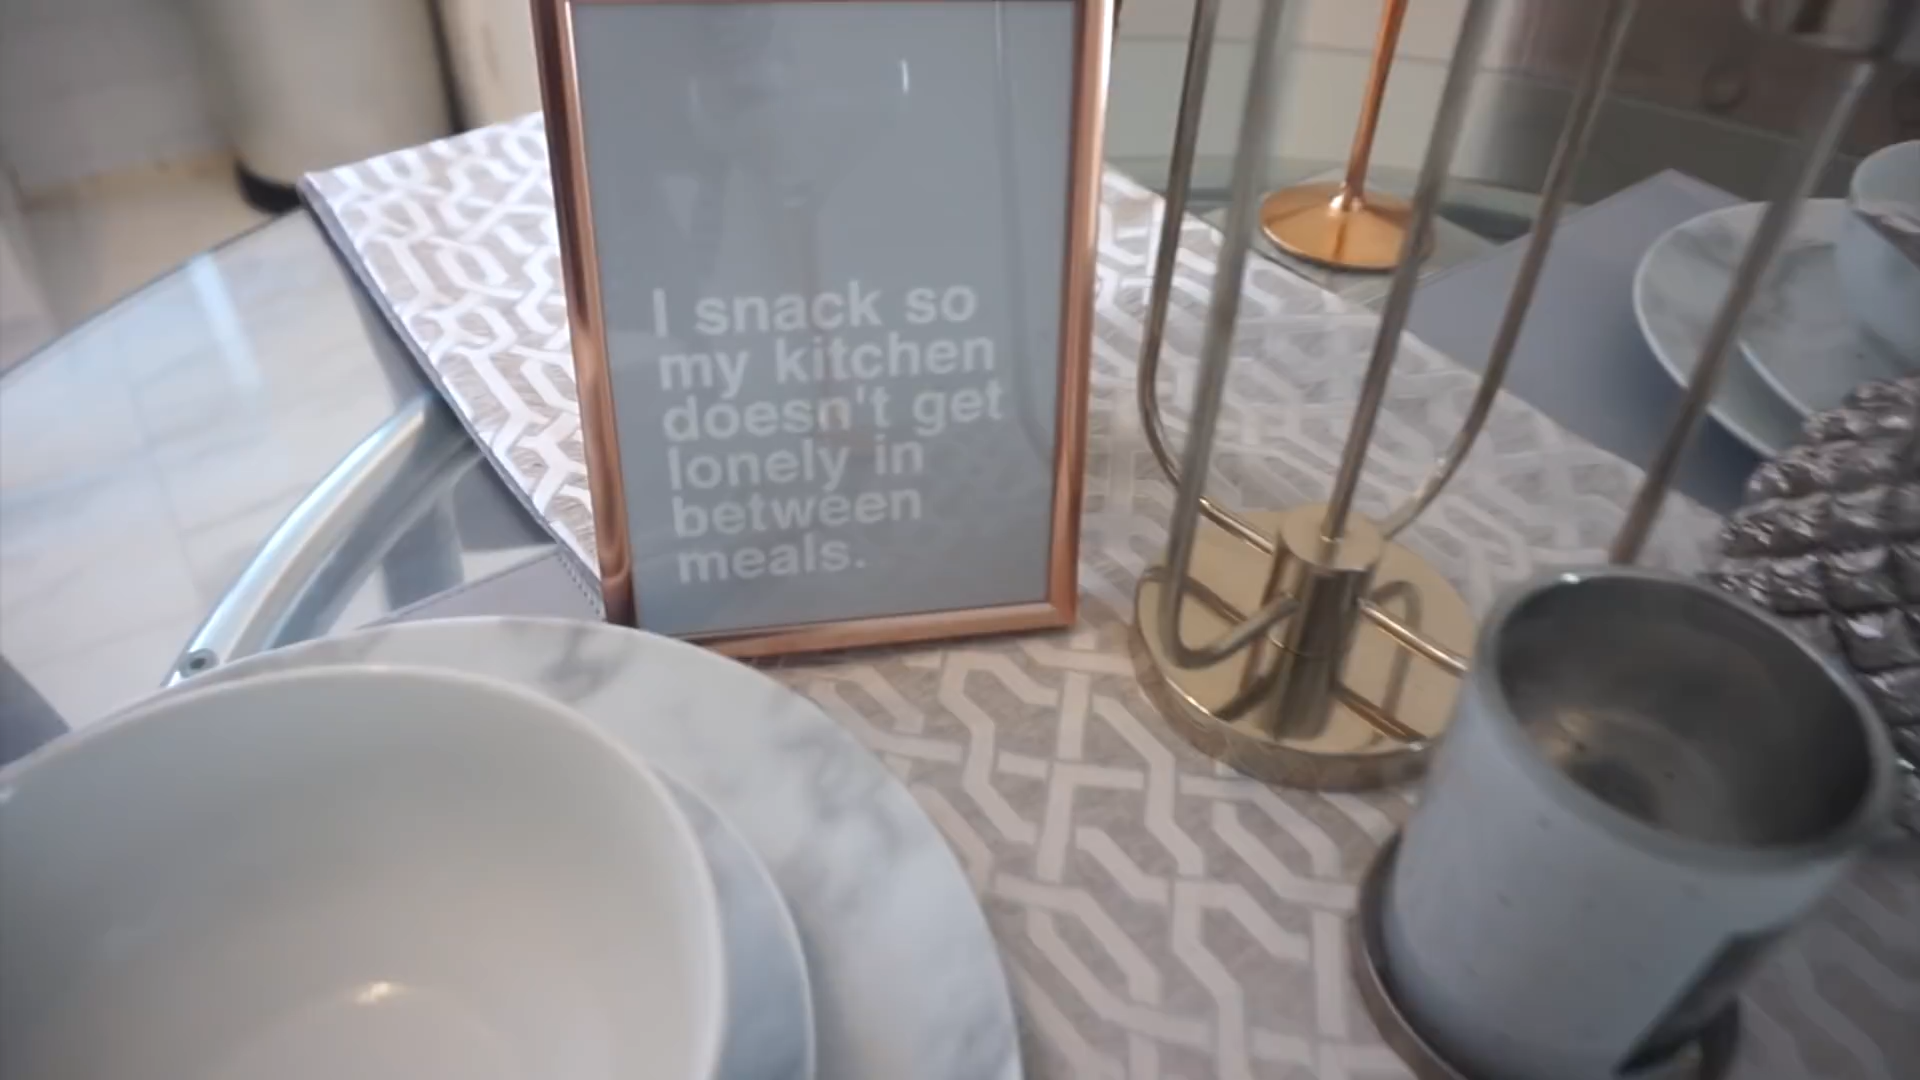 I snack so
my kitchen
doesn't get
lonely in
between
meals.